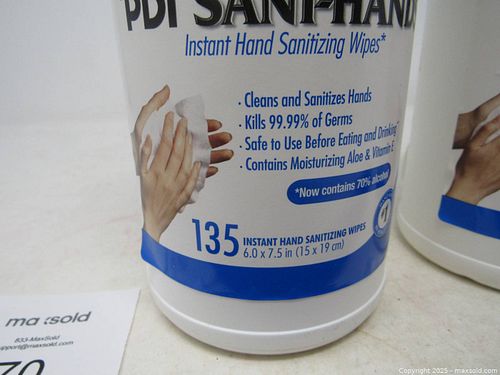 PDI SANI-HAND
Instant Hand Sanitizing Wipes*
· Cleans and Sanitizes Hands
· Kills 99.99% of Germs
· Safe to Use Before Eating and Drinking
· Contains Moisturizing Aloe & Vitamin E
*Now contains 70% alcohol
#1
135 INSTANT HAND SANITIZING WIPES
6.0 x 7.5 in (15 x 19 cm)
maxsold
833-MaxSold
support@maxsold.com
70
Copyright 2025 - maxsold.com